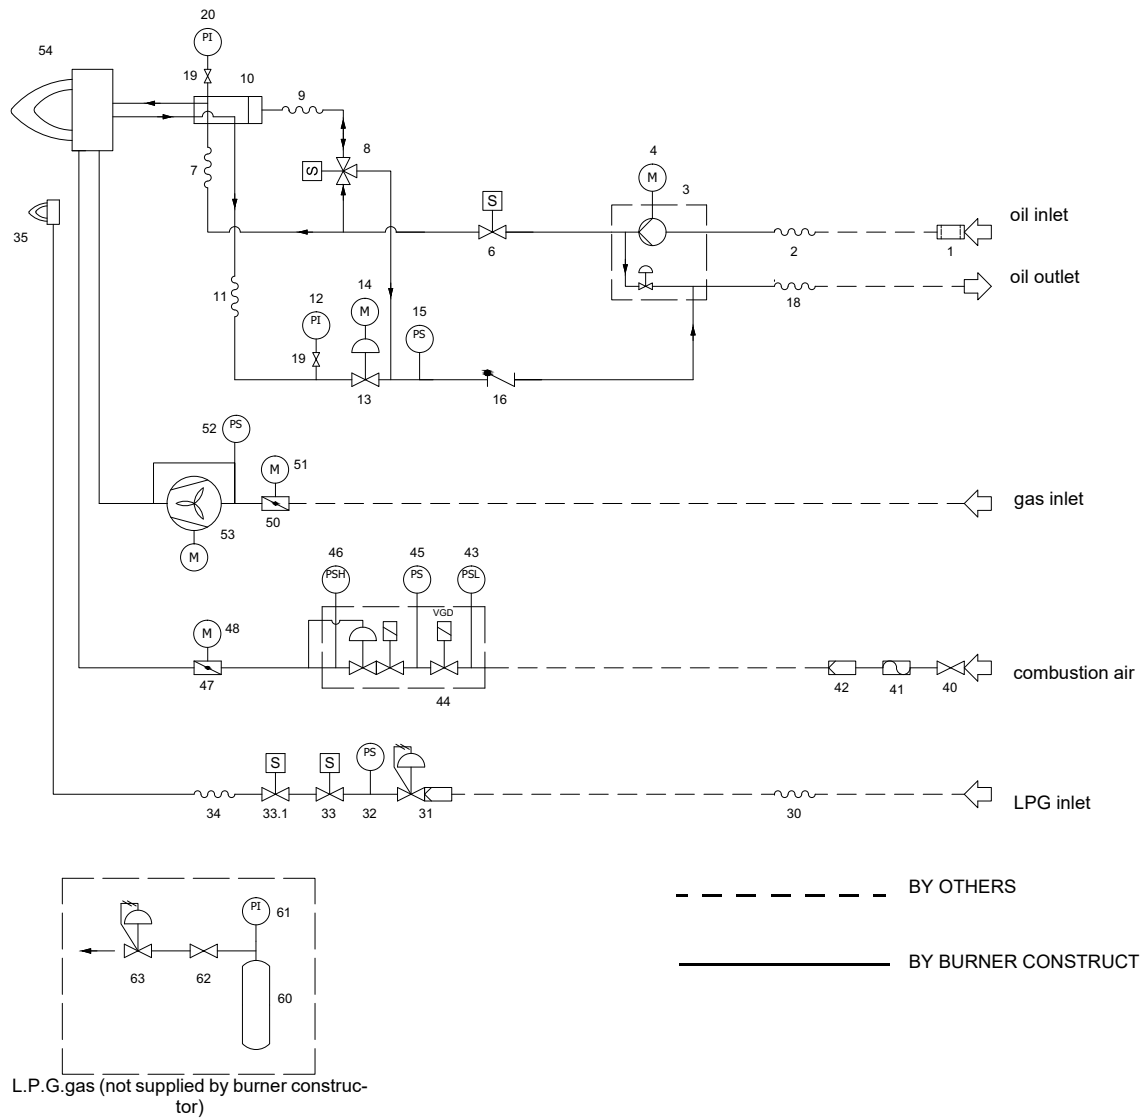 20
PI
54
19
10
9
8
S
7
4
M
3
S
6
2
1
oil inlet
35
11
12
PI
19
14
M
13
15
PS
16
18
oil outlet
52
PS
M
51
50
53
M
gas inlet
46
45
43
PSH
PS
PSL
VGD
M
48
47
44
42
41
40
combustion air
S
S
PS
34
33.1
33
32
31
30
LPG inlet
PI
61
63
62
60
L.P.G.gas (not supplied by burner construc-
tor)
BY OTHERS
BY BURNER CONSTRUCT